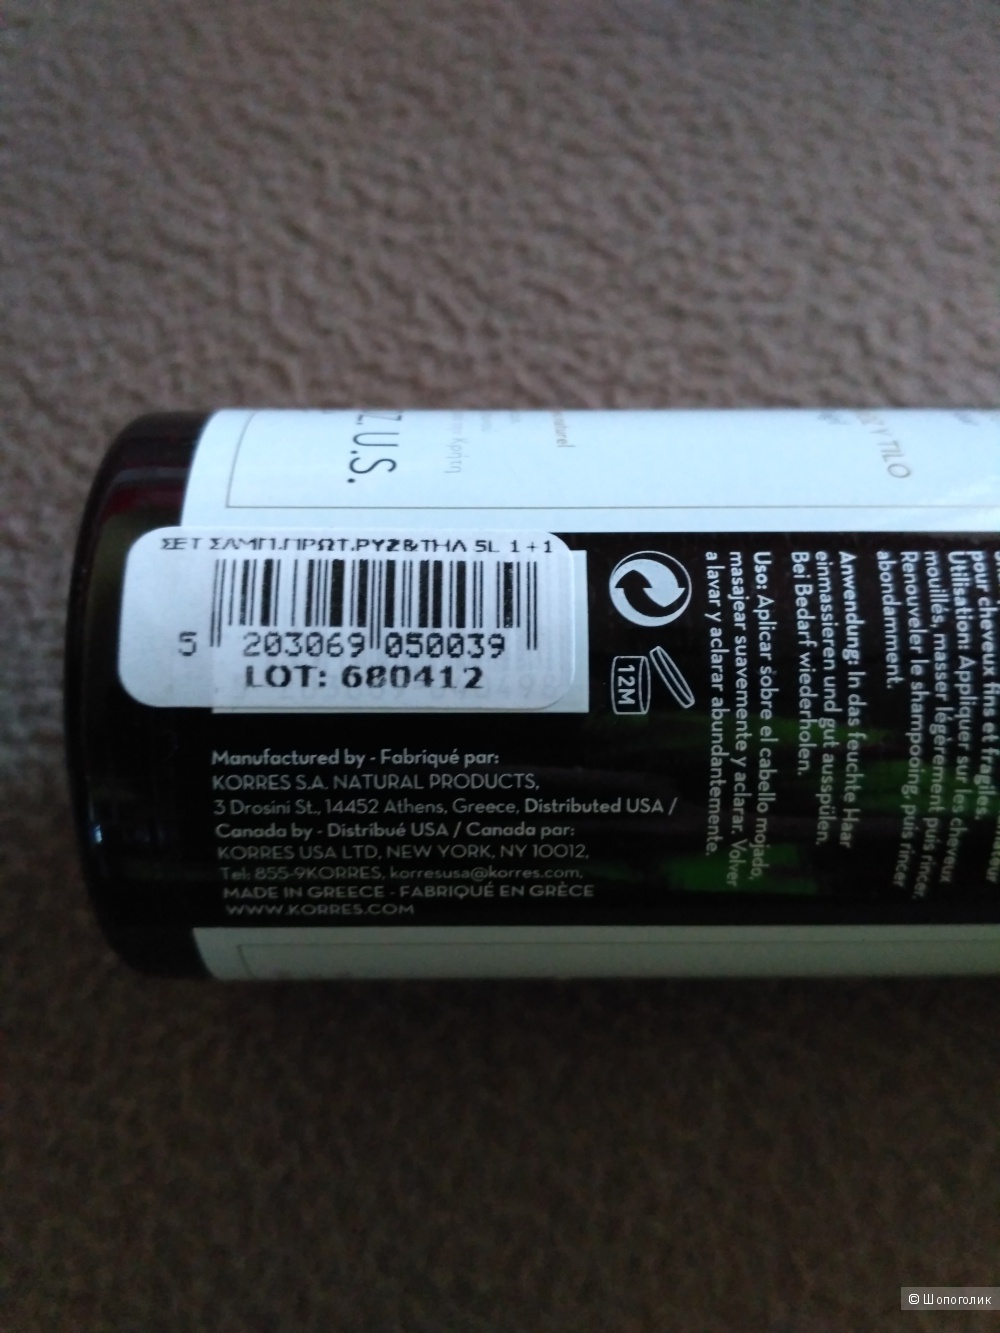 Z U.S.
naturel
Z Y TILO
ΣΕΤ ΣΑΜΠ.ΠΡΩΤ.ΡΥΖ&ΤΗΛ 5L 1+1
5 203069 050039
LOT: 680412
12M
Manufactured by - Fabriqué par:
KORRES S.A. NATURAL PRODUCTS,
3 Drosini St., 14452 Athens, Greece, Distributed USA /
Canada by - Distribué USA / Canada par:
KORRES USA LTD, NEW YORK, NY 10012,
Tel: 855-9KORRES, korresusa@korres.com,
MADE IN GREECE - FABRIQUÉ EN GRÈCE
WWW.KORRES.COM
pour cheveux fins et fragiles.
Utilisation: Appliquer sur les cheveux
mouillés, masser légèrement puis rincer.
Renouveler le shampooing, puis rincer
abondamment.
Anwendung: In das feuchte Haar
einmassieren und gut ausspülen.
Bei Bedarf wiederholen.
Uso: Aplicar sobre el cabello mojado,
masajear suavemente y aclarar. Volver
a lavar y aclarar abundantemente.
© Шопоголик